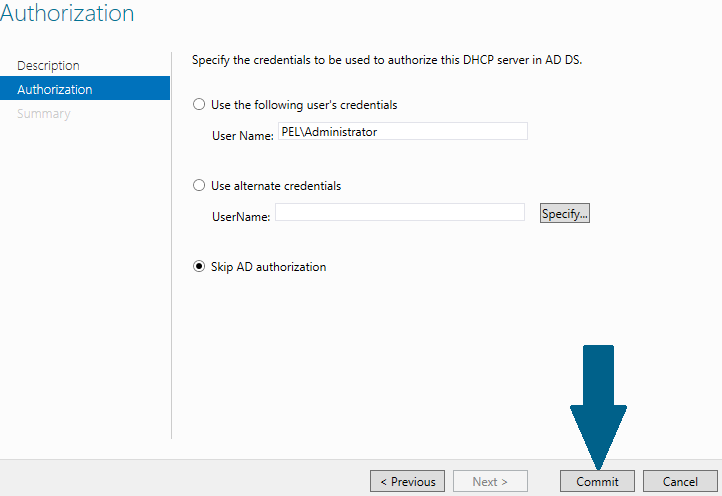 Authorization
Description
Authorization
Summary
Specify the credentials to be used to authorize this DHCP server in AD DS.
Use the following user's credentials
User Name: PEL\Administrator
Use alternate credentials
UserName:
Specify...
Skip AD authorization
< Previous
Next >
Commit
Cancel